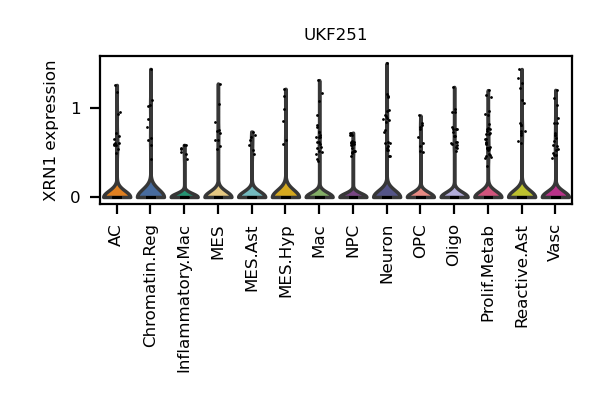 UKF251
XRN1 expression
1
0
AC
Chromatin.Reg
Inflammatory.Mac
MES
MES.Ast
MES.Hyp
Mac
NPC
Neuron
OPC
Oligo
Prolif.Metab
Reactive.Ast
Vasc